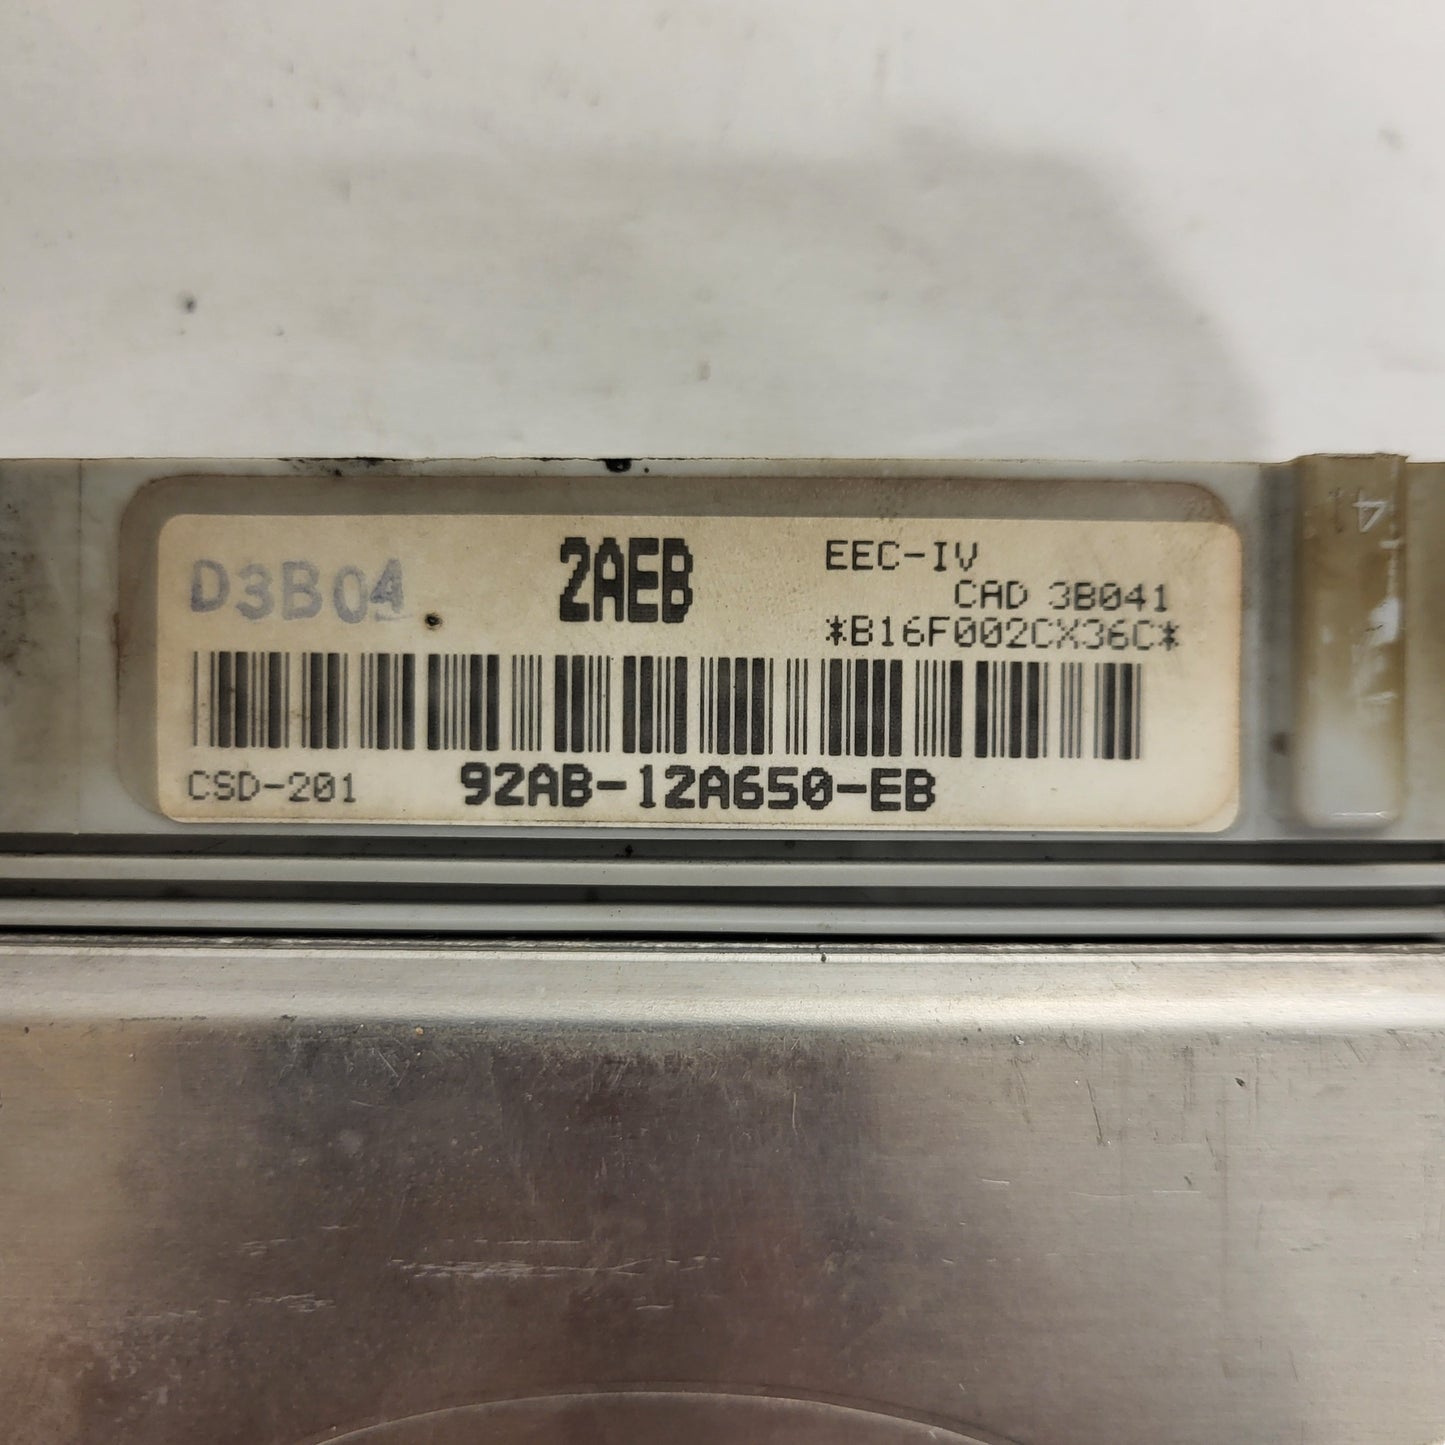 D3B04
2AEB
EEC-IV
CAD 3B041
*B16F002CX36C*
CSD-201
92AB-12A650-EB